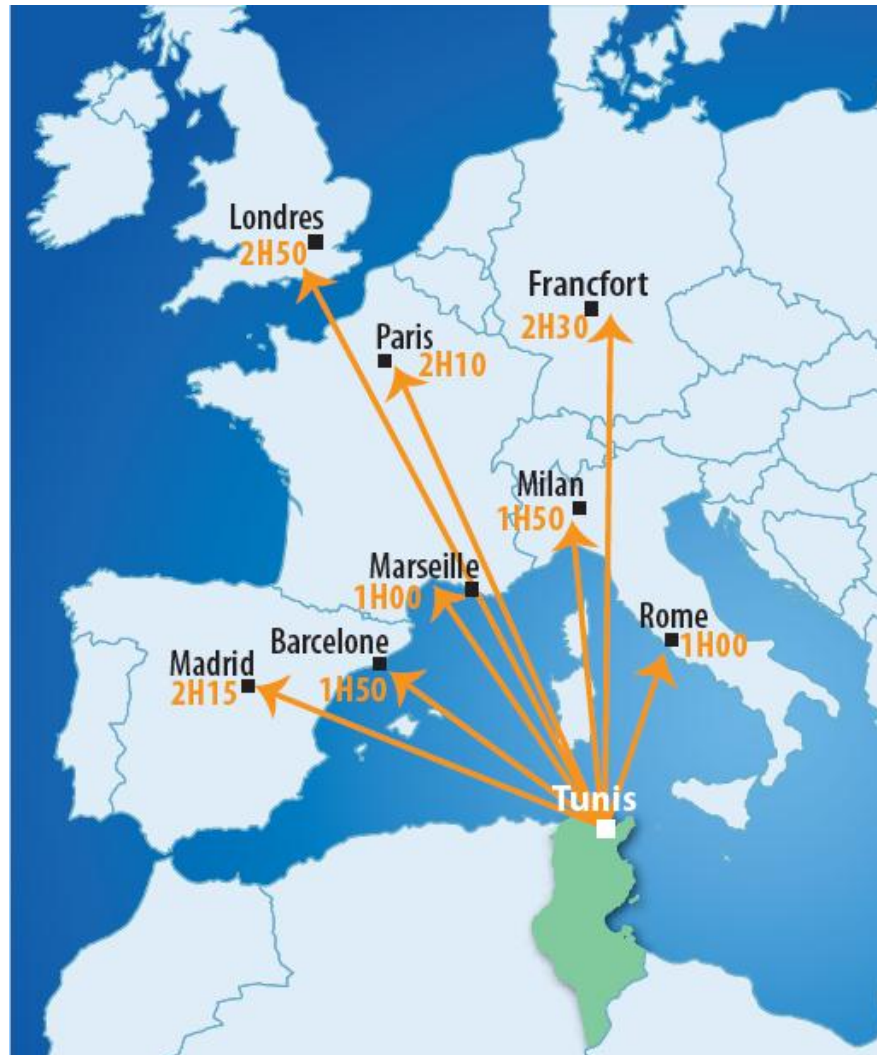 Londres
2H50
Francfort
2H30
Paris
2H10
Milan
1H50
Marseille
1H00
Rome
1H00
Barcelone
1H50
Madrid
2H15
Tunis